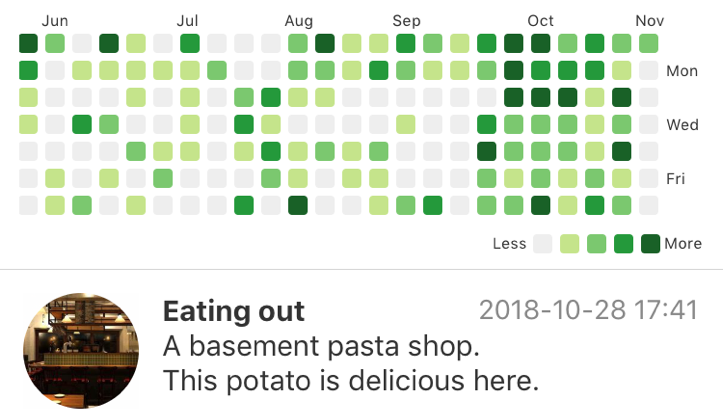 Jun Jul Aug Sep Oct Nov
Mon
Wed
Fri
Less More
Eating out 2018-10-28 17:41
A basement pasta shop.
This potato is delicious here.